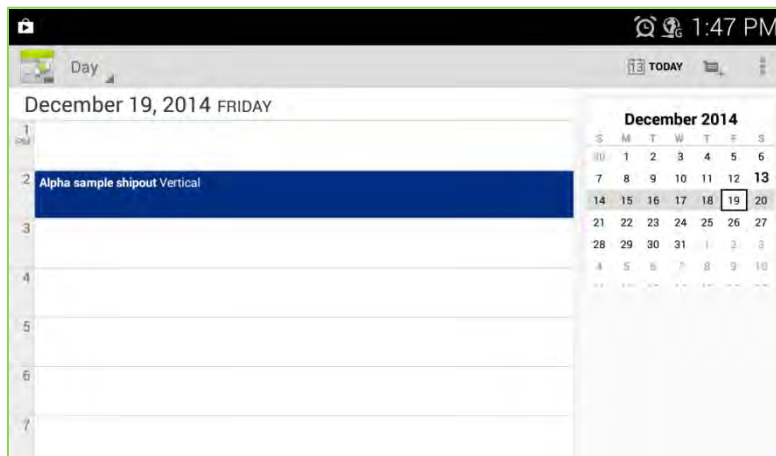 1:47 PM
Day
13 TODAY
December 19, 2014 FRIDAY
1
PM
2 Alpha sample shipout Vertical
3
4
5
6
7
December 2014
S M T W T F S
30 1 2 3 4 5 6
7 8 9 10 11 12 13
14 15 16 17 18 19 20
21 22 23 24 25 26 27
28 29 30 31 1 2 3
4 5 6 7 8 9 10